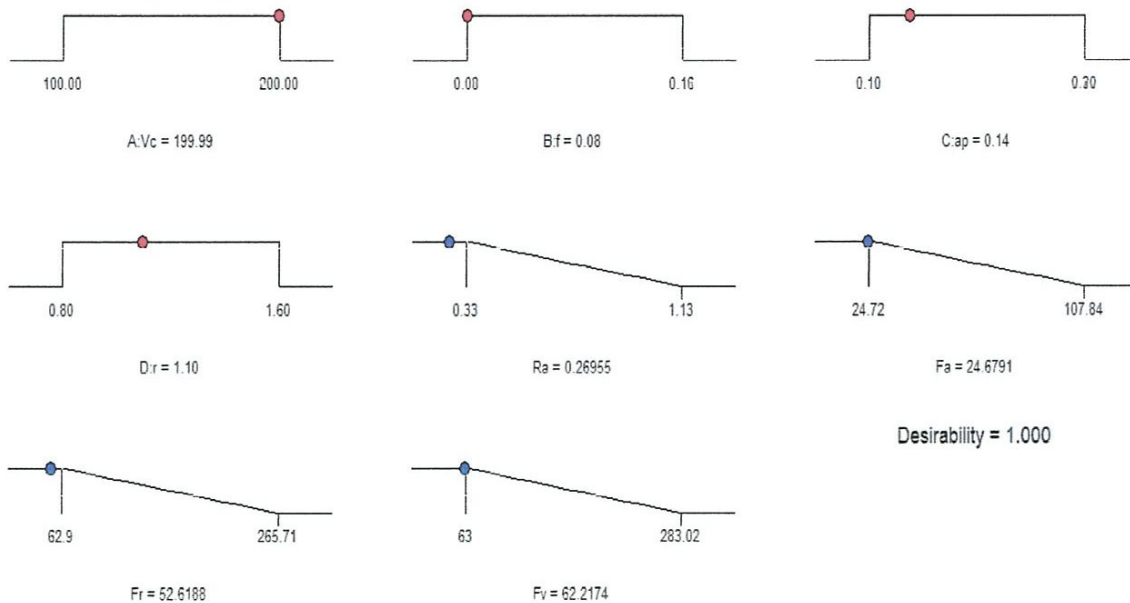 100.00 200.00
A:Vc = 199.99
0.08 0.16
B:f = 0.08
0.10 0.30
C:ap = 0.14
0.80 1.60
D:r = 1.10
0.33 1.13
Ra = 0.26955
24.72 107.84
Fa = 24.6791
Desirability = 1.000
62.9 265.71
Fr = 52.6188
63 283.02
Fv = 62.2174